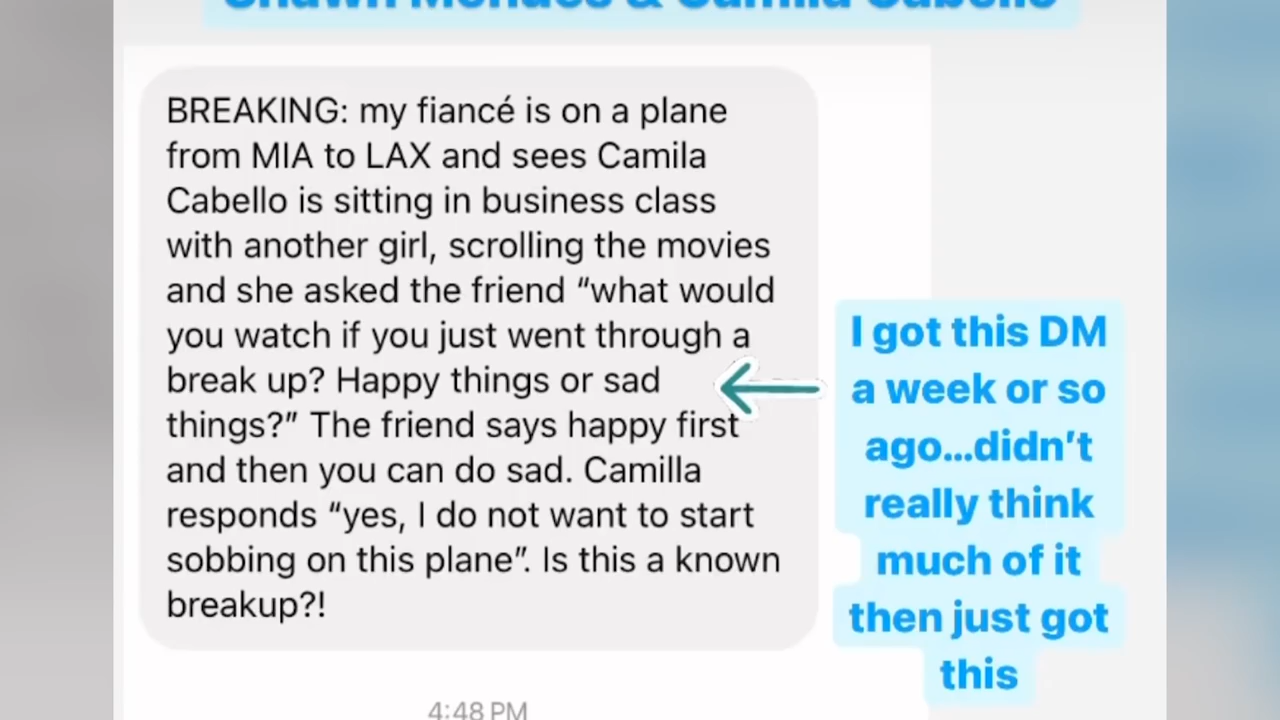 Shawn Mendes & Camila Cabello
BREAKING: my fiancé is on a plane
from MIA to LAX and sees Camila
Cabello is sitting in business class
with another girl, scrolling the movies
and she asked the friend “what would
you watch if you just went through a
break up? Happy things or sad
things?” The friend says happy first
and then you can do sad. Camilla
responds “yes, I do not want to start
sobbing on this plane”. Is this a known
breakup?!
I got this DM
a week or so
ago...didn’t
really think
much of it
then just got
this
4:48 PM